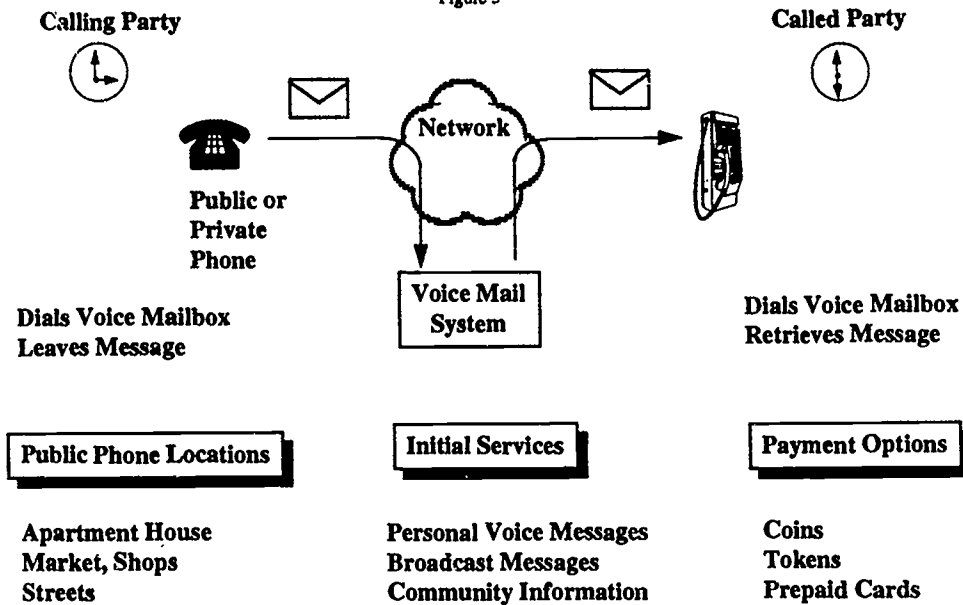 Figure 3
Calling Party
Called Party
Network
Public or
Private
Phone
Voice Mail
System
Dials Voice Mailbox
Leaves Message
Dials Voice Mailbox
Retrieves Message
Public Phone Locations
Initial Services
Payment Options
Apartment House
Market, Shops
Streets
Personal Voice Messages
Broadcast Messages
Community Information
Coins
Tokens
Prepaid Cards